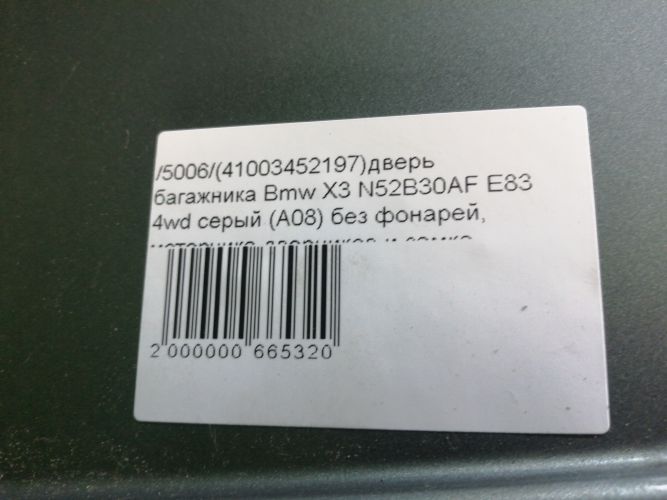 /5006/(41003452197)дверь
багажника Bmw X3 N52B30AF E83
4wd серый (A08) без фонарей,
2 000000 665320